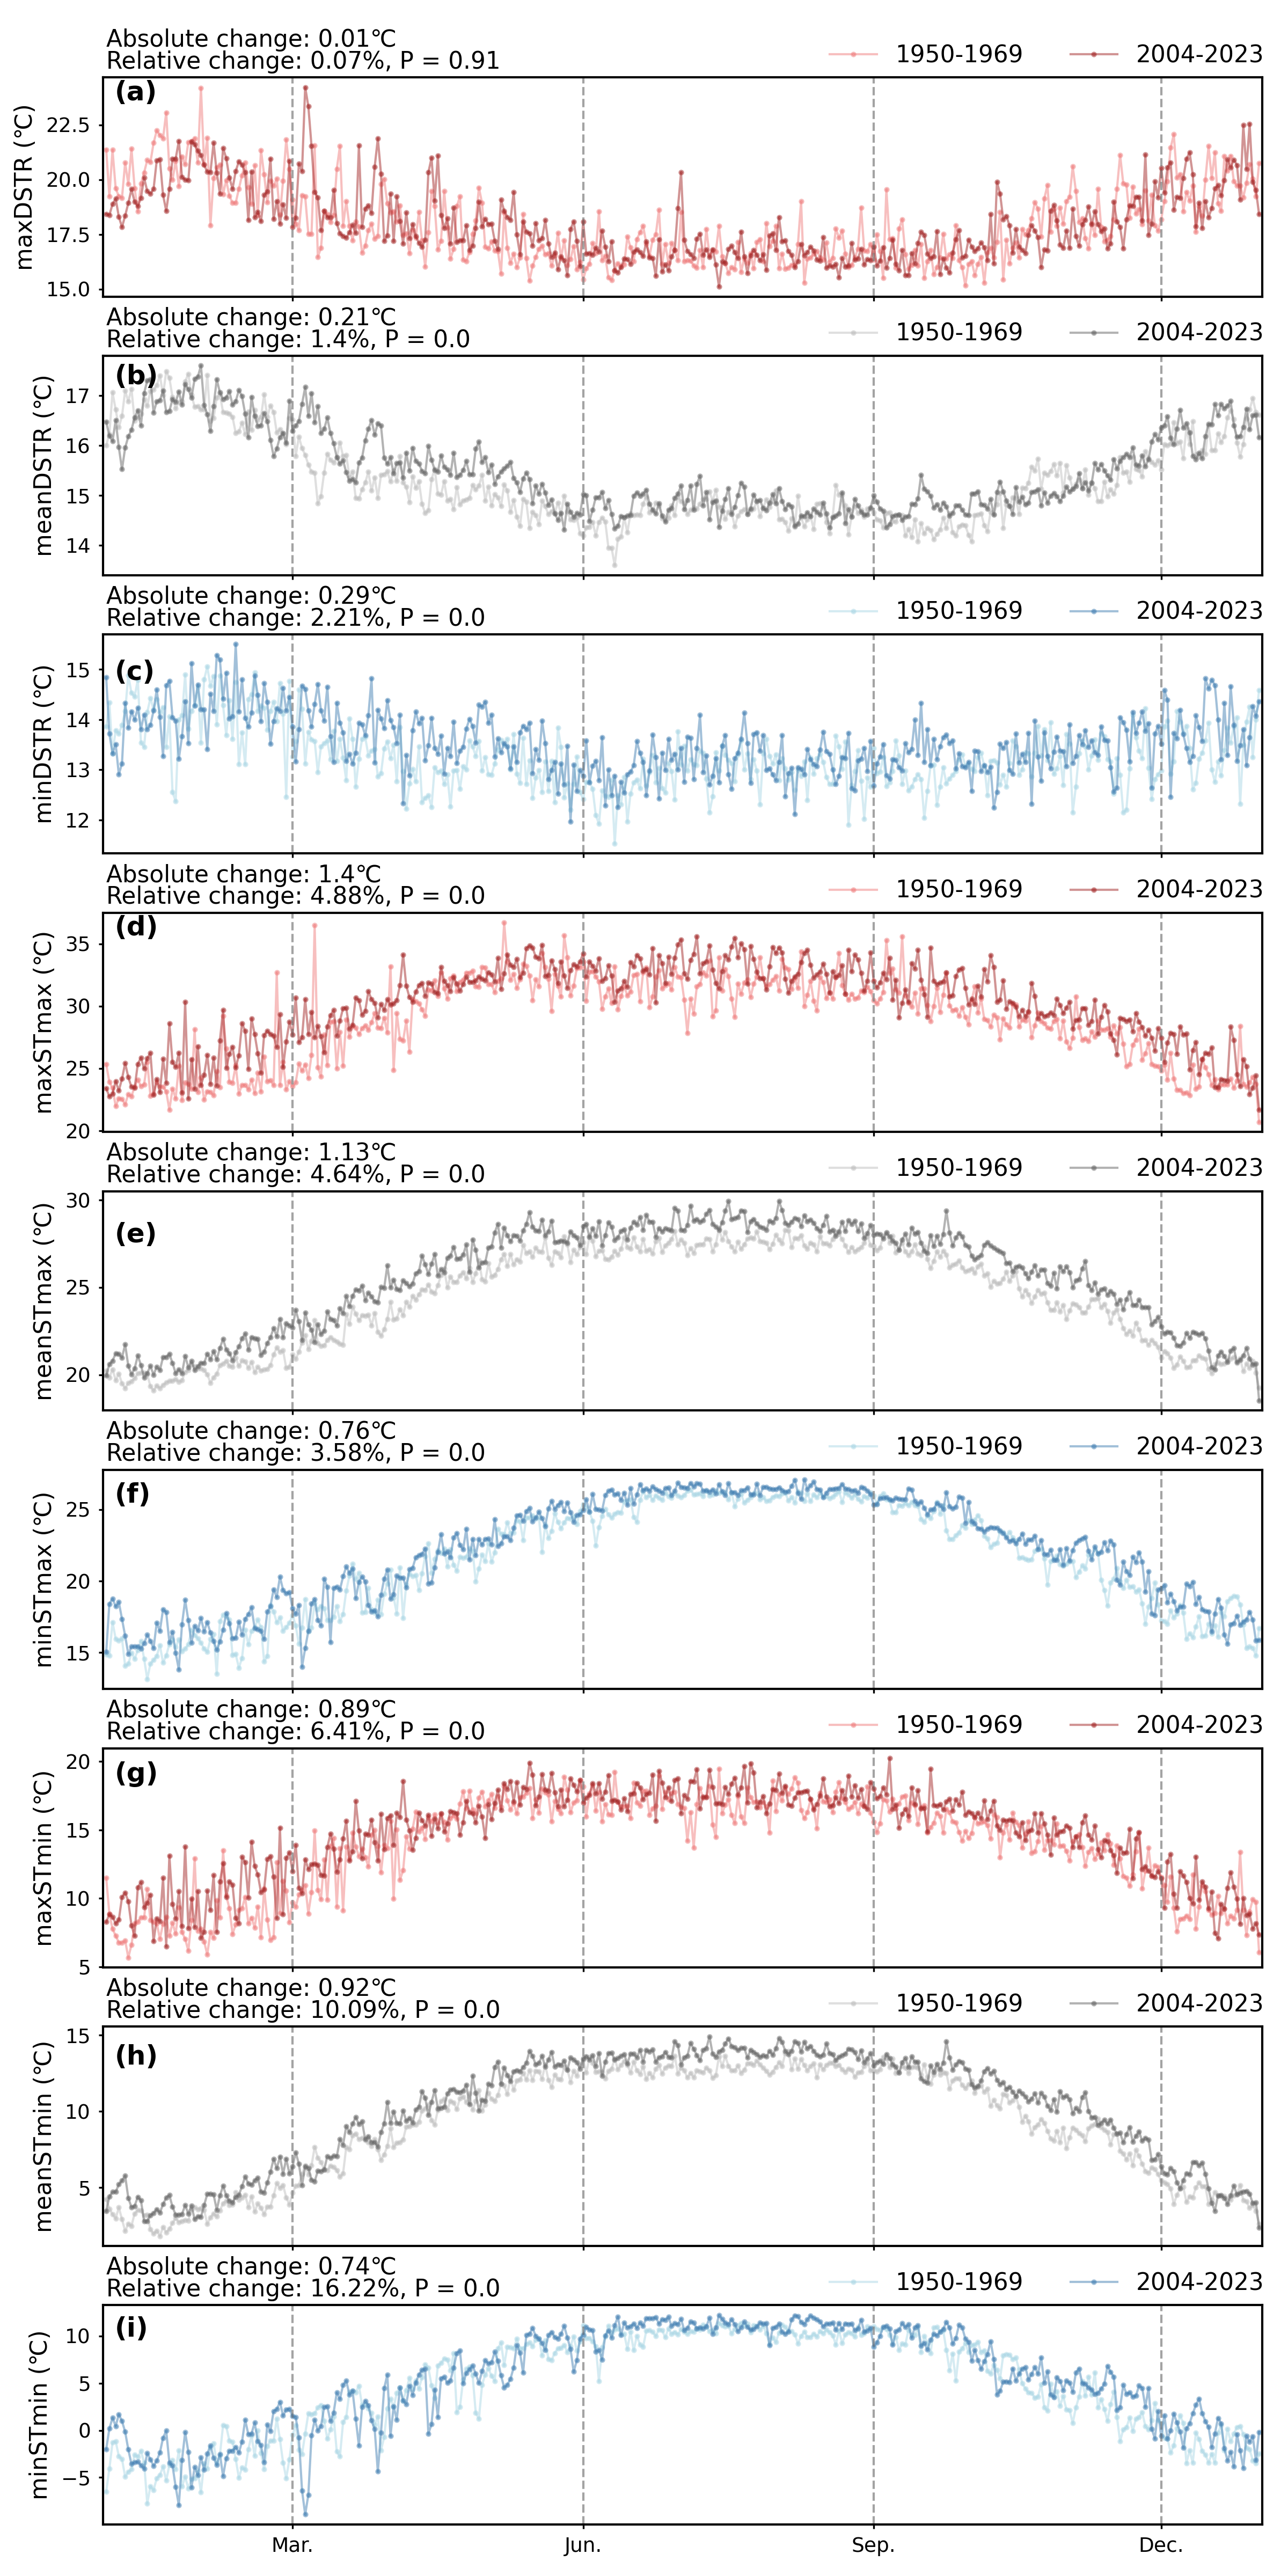 Absolute change: 0.01℃
Relative change: 0.07%, P = 0.91
1950-1969 2004-2023
(a)
maxDSTR (℃)
22.5
20.0
17.5
15.0
Absolute change: 0.21℃
Relative change: 1.4%, P = 0.0
1950-1969 2004-2023
(b)
meanDSTR (℃)
17
16
15
14
Absolute change: 0.29℃
Relative change: 2.21%, P = 0.0
1950-1969 2004-2023
(c)
minDSTR (℃)
15
14
13
12
Absolute change: 1.4℃
Relative change: 4.88%, P = 0.0
1950-1969 2004-2023
(d)
maxSTmax (℃)
35
30
25
20
Absolute change: 1.13℃
Relative change: 4.64%, P = 0.0
1950-1969 2004-2023
(e)
meanSTmax (℃)
30
25
20
Absolute change: 0.76℃
Relative change: 3.58%, P = 0.0
1950-1969 2004-2023
(f)
minSTmax (℃)
25
20
15
Absolute change: 0.89℃
Relative change: 6.41%, P = 0.0
1950-1969 2004-2023
(g)
maxSTmin (℃)
20
15
10
5
Absolute change: 0.92℃
Relative change: 10.09%, P = 0.0
1950-1969 2004-2023
(h)
meanSTmin (℃)
15
10
5
Absolute change: 0.74℃
Relative change: 16.22%, P = 0.0
1950-1969 2004-2023
(i)
minSTmin (℃)
10
5
0
−5
Mar. Jun. Sep. Dec.